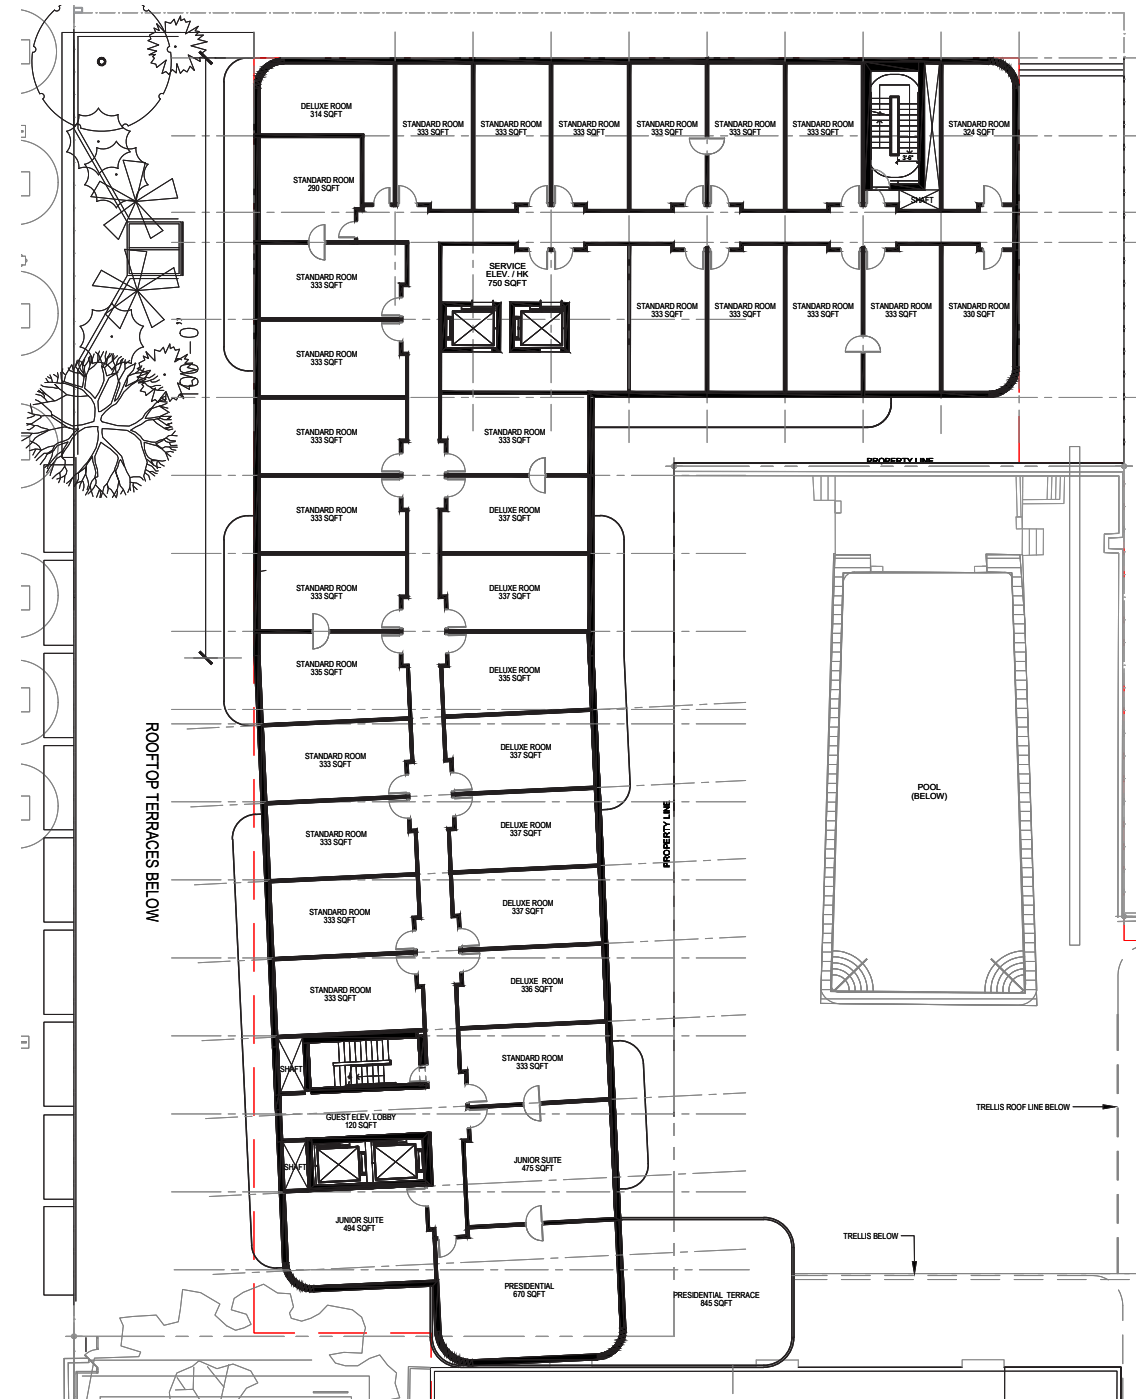 DELUXE ROOM
314 SQFT
STANDARD ROOM
333 SQFT
STANDARD ROOM
333 SQFT
STANDARD ROOM
333 SQFT
STANDARD ROOM
333 SQFT
STANDARD ROOM
333 SQFT
STANDARD ROOM
333 SQFT
STANDARD ROOM
324 SQFT
3'-6"
SHAFT
STANDARD ROOM
290 SQFT
STANDARD ROOM
333 SQFT
SERVICE
ELEV. / HK
750 SQFT
STANDARD ROOM
333 SQFT
STANDARD ROOM
333 SQFT
STANDARD ROOM
333 SQFT
STANDARD ROOM
333 SQFT
STANDARD ROOM
330 SQFT
STANDARD ROOM
333 SQFT
STANDARD ROOM
333 SQFT
STANDARD ROOM
333 SQFT
PROPERTY LINE
STANDARD ROOM
333 SQFT
DELUXE ROOM
337 SQFT
STANDARD ROOM
333 SQFT
DELUXE ROOM
337 SQFT
STANDARD ROOM
335 SQFT
DELUXE ROOM
335 SQFT
ROOFTOP TERRACES BELOW
STANDARD ROOM
333 SQFT
DELUXE ROOM
337 SQFT
POOL
(BELOW)
PROPERTY LINE
STANDARD ROOM
333 SQFT
DELUXE ROOM
337 SQFT
STANDARD ROOM
333 SQFT
DELUXE ROOM
337 SQFT
STANDARD ROOM
333 SQFT
DELUXE ROOM
336 SQFT
SHAFT
STANDARD ROOM
333 SQFT
GUEST ELEV. LOBBY
120 SQFT
TRELLIS ROOF LINE BELOW
SHAFT
JUNIOR SUITE
475 SQFT
JUNIOR SUITE
494 SQFT
TRELLIS BELOW
PRESIDENTIAL
670 SQFT
PRESIDENTIAL TERRACE
845 SQFT